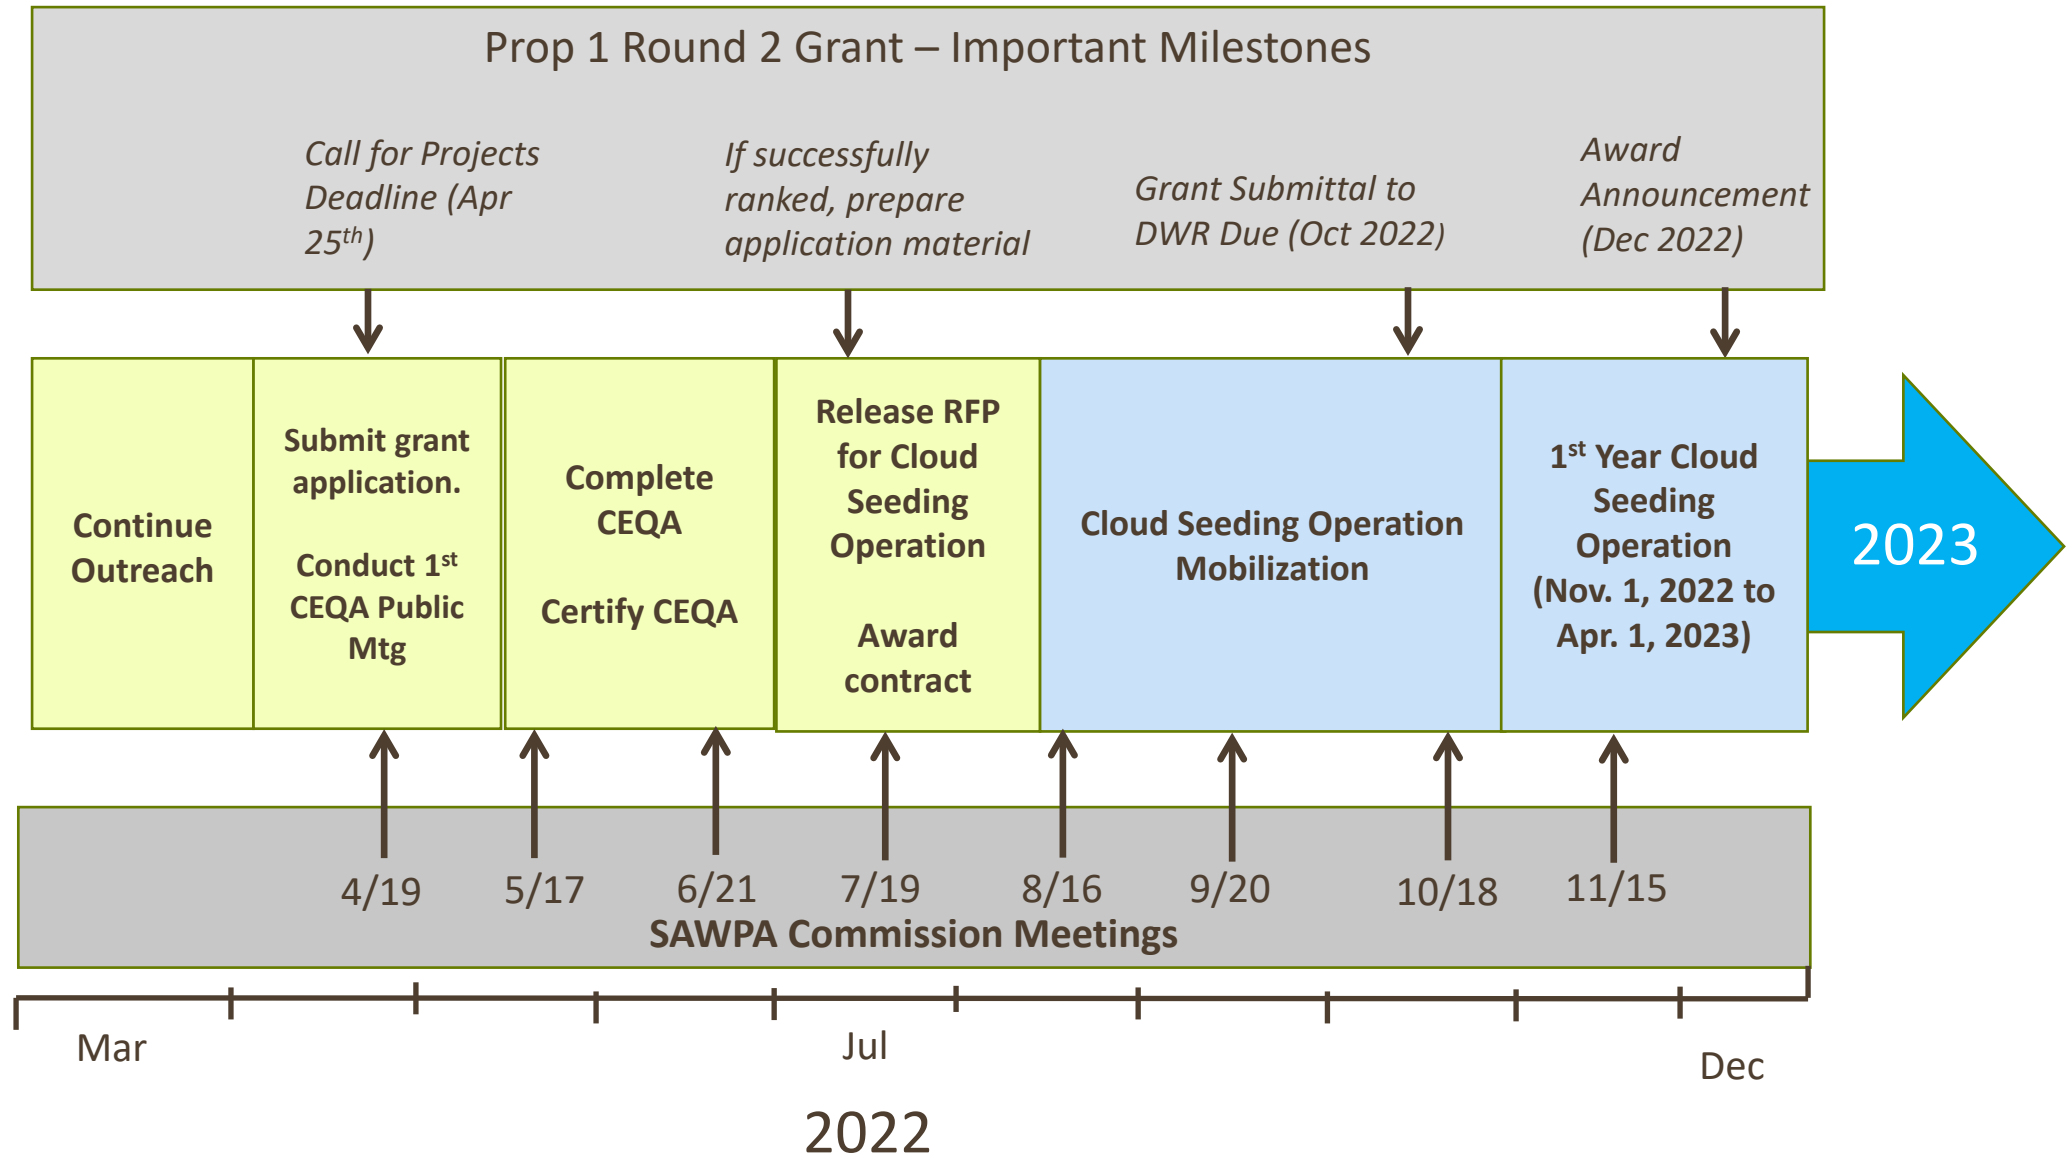 Prop 1 Round 2 Grant – Important Milestones
Call for Projects
Deadline (Apr
25th)
If successfully
ranked, prepare
application material
Grant Submittal to
DWR Due (Oct 2022)
Award
Announcement
(Dec 2022)
Continue
Outreach
Submit grant
application.
Conduct 1st
CEQA Public
Mtg
Complete
CEQA
Certify CEQA
Release RFP
for Cloud
Seeding
Operation
Award
contract
Cloud Seeding Operation
Mobilization
1st Year Cloud
Seeding
Operation
(Nov. 1, 2022 to
Apr. 1, 2023)
2023
4/19 5/17 6/21 7/19 8/16 9/20 10/18 11/15
SAWPA Commission Meetings
Mar Jul Dec
2022